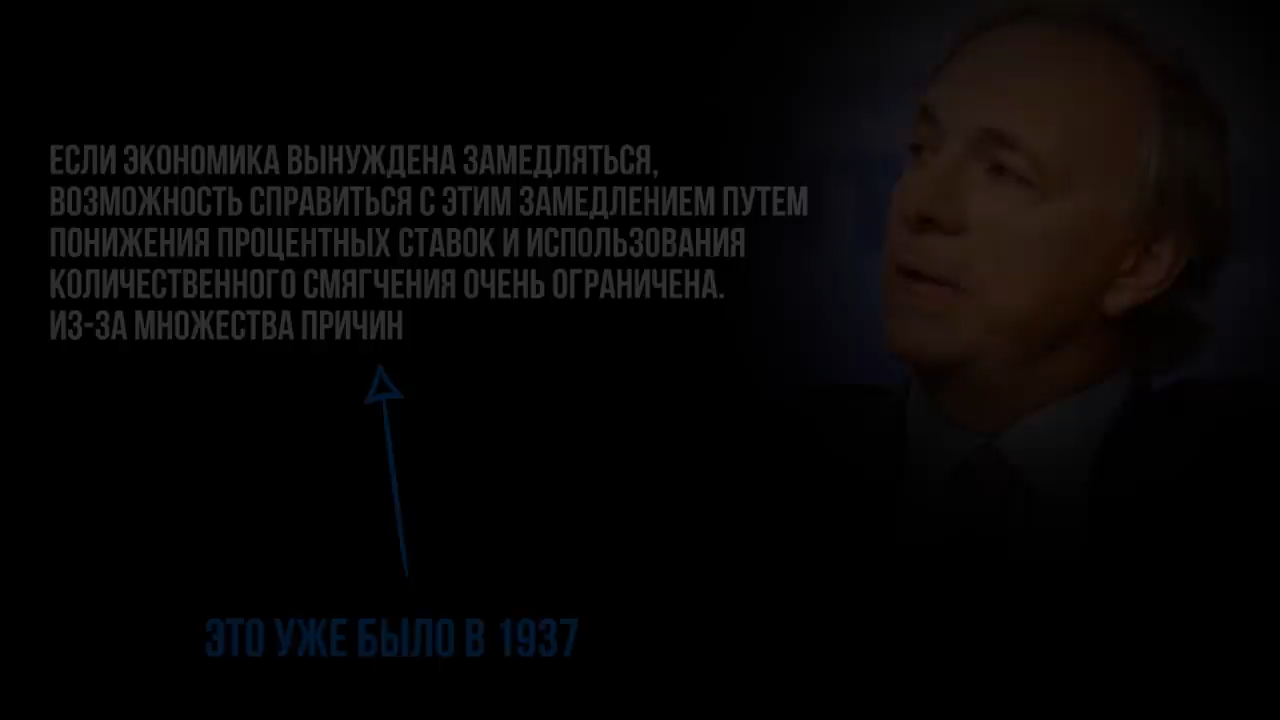 ЕСЛИ ЭКОНОМИКА ВЫНУЖДЕНА ЗАМЕДЛЯТЬСЯ,
ВОЗМОЖНОСТЬ СПРАВИТЬСЯ С ЭТИМ ЗАМЕДЛЕНИЕМ ПУТЕМ
ПОНИЖЕНИЯ ПРОЦЕНТНЫХ СТАВОК И ИСПОЛЬЗОВАНИЯ
КОЛИЧЕСТВЕННОГО СМЯГЧЕНИЯ ОЧЕНЬ ОГРАНИЧЕНА.
ИЗ-ЗА МНОЖЕСТВА ПРИЧИН
ЭТО УЖЕ БЫЛО В 1937